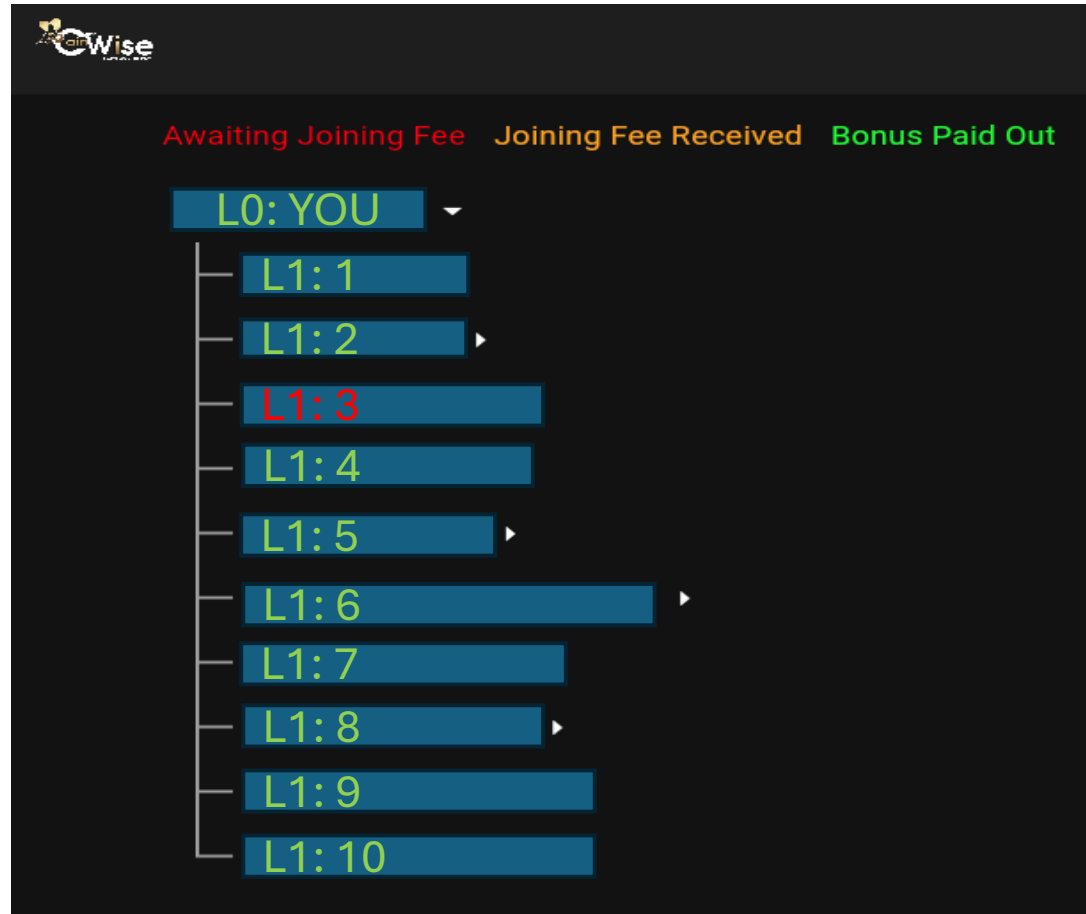 Wise
Awaiting Joining Fee Joining Fee Received Bonus Paid Out
L0: YOU
L1: 1
L1: 2
L1: 3
L1: 4
L1: 5
L1: 6
L1: 7
L1: 8
L1: 9
L1: 10